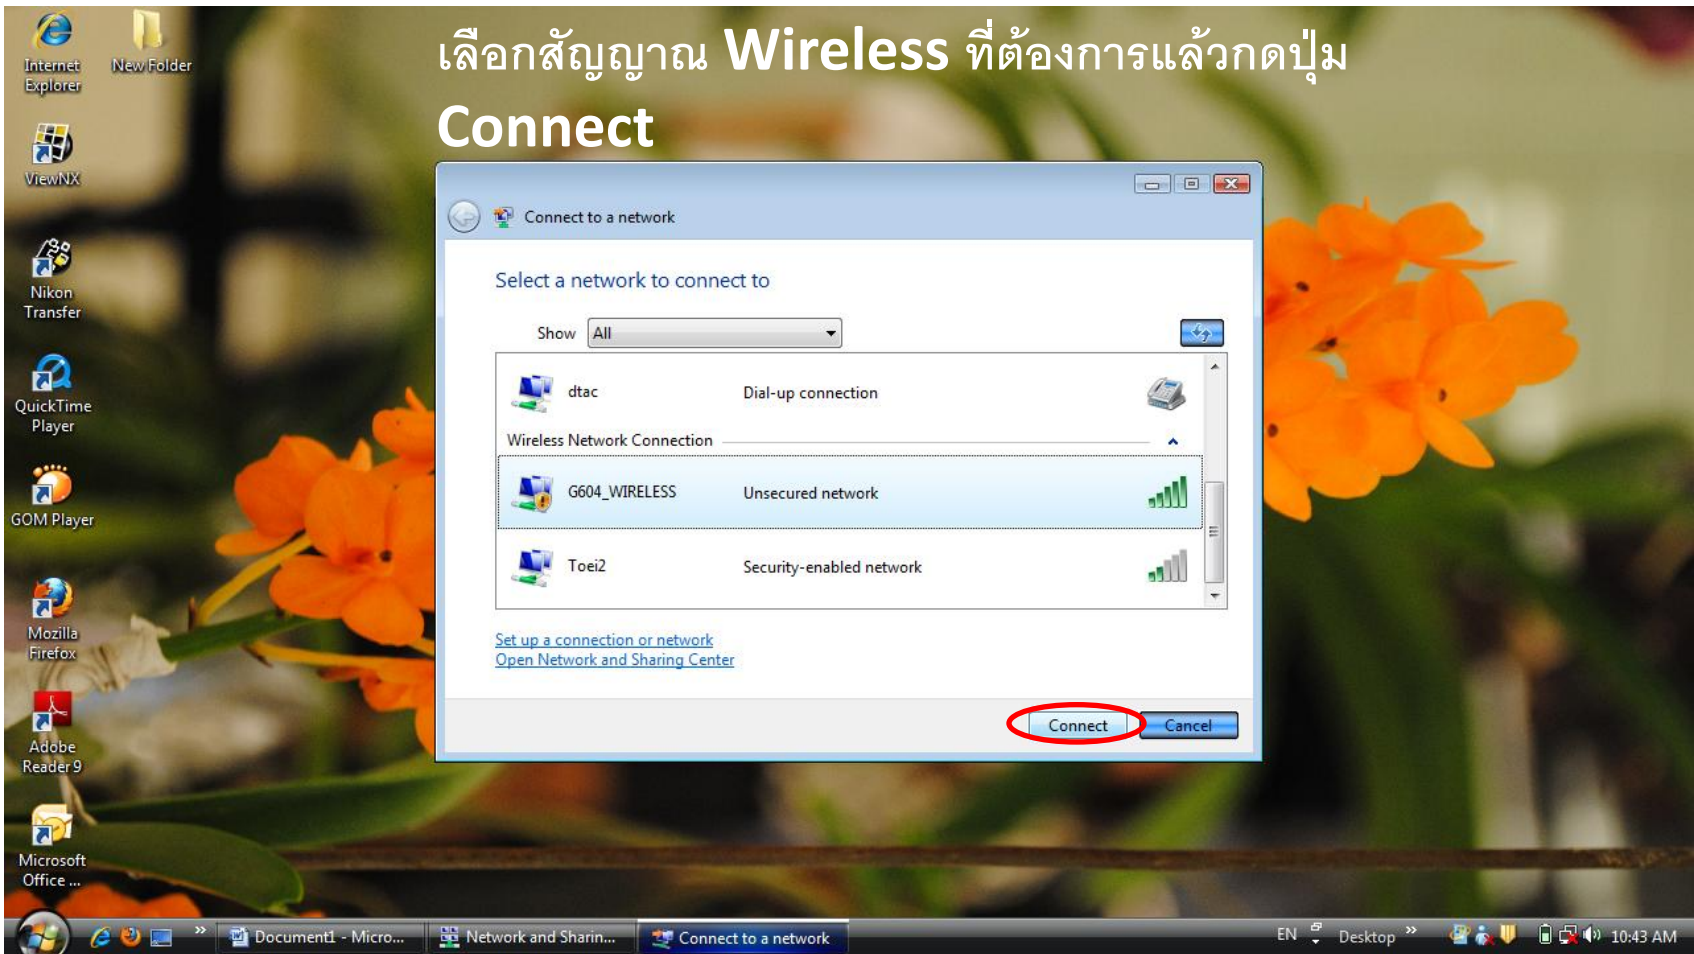 เลือกสัญญาณ Wireless ที่ต้องการแล้วกดปุ่ม
Connect
Internet
Explorer
New Folder
ViewNX
Nikon
Transfer
QuickTime
Player
GOM Player
Mozilla
Firefox
Adobe
Reader 9
Microsoft
Office ...
Connect to a network
Select a network to connect to
Show All
dtac Dial-up connection
Wireless Network Connection
G604_WIRELESS Unsecured network
Toei2 Security-enabled network
Set up a connection or network
Open Network and Sharing Center
Connect Cancel
» Document1 - Micro... Network and Sharin... Connect to a network EN Desktop » 10:43 AM